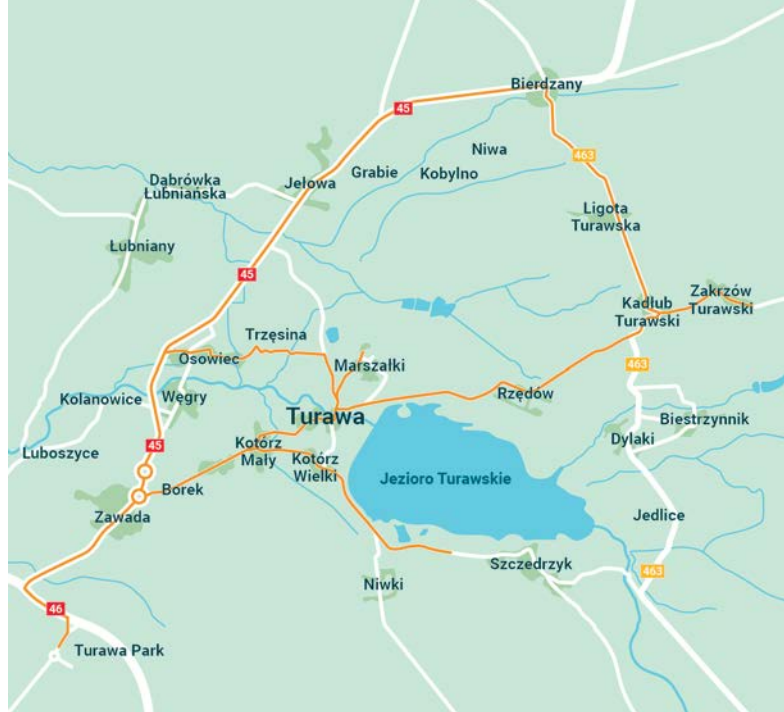 Bierdzany
45
Niwa
463
Grabie
Kobylno
Dąbrówka
Lubniańska
Jełowa
Ligota
Turawska
Łubniany
45
Zakrzów
Turawski
Kadłub
Turawski
Trzęsina
Osowiec
Marszałki
463
Kolanowice
Węgry
Rzędów
Turawa
Biestrzynnik
Dylaki
45
Luboszyce
Kotórz
Mały
Kotórz
Wielki
Jezioro Turawskie
Borek
Zawada
Jedlice
Szczedrzyk
463
Niwki
46
Turawa Park